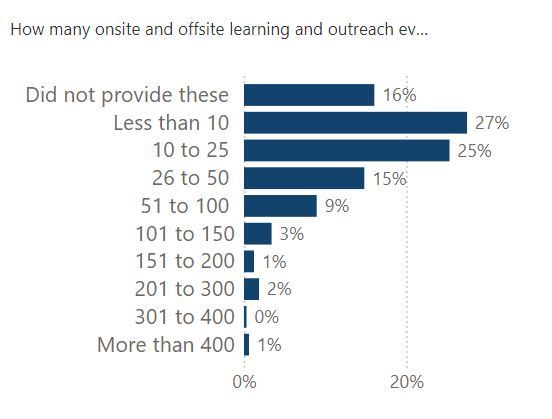 How many onsite and offsite learning and outreach ev...
Did not provide these 16%
Less than 10 27%
10 to 25 25%
26 to 50 15%
51 to 100 9%
101 to 150 3%
151 to 200 1%
201 to 300 2%
301 to 400 0%
More than 400 1%
0% 20%